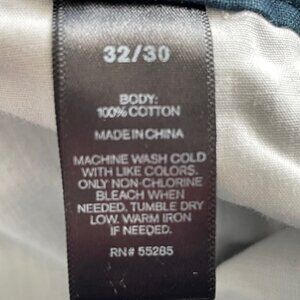 32/30
BODY:
100% COTTON
MADE IN CHINA
MACHINE WASH COLD
WITH LIKE COLORS.
ONLY NON-CHLORINE
BLEACH WHEN
NEEDED. TUMBLE DRY
LOW. WARM IRON
IF NEEDED.
RN# 55285